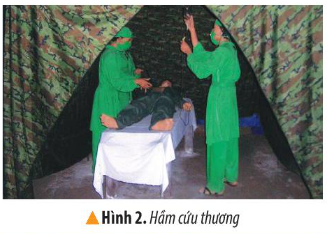 ▲Hình 2. Hầm cứu thương